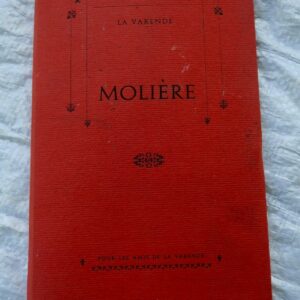 LA VARENDE
MOLIÈRE
POUR LES AMIS DE LA VARENDE